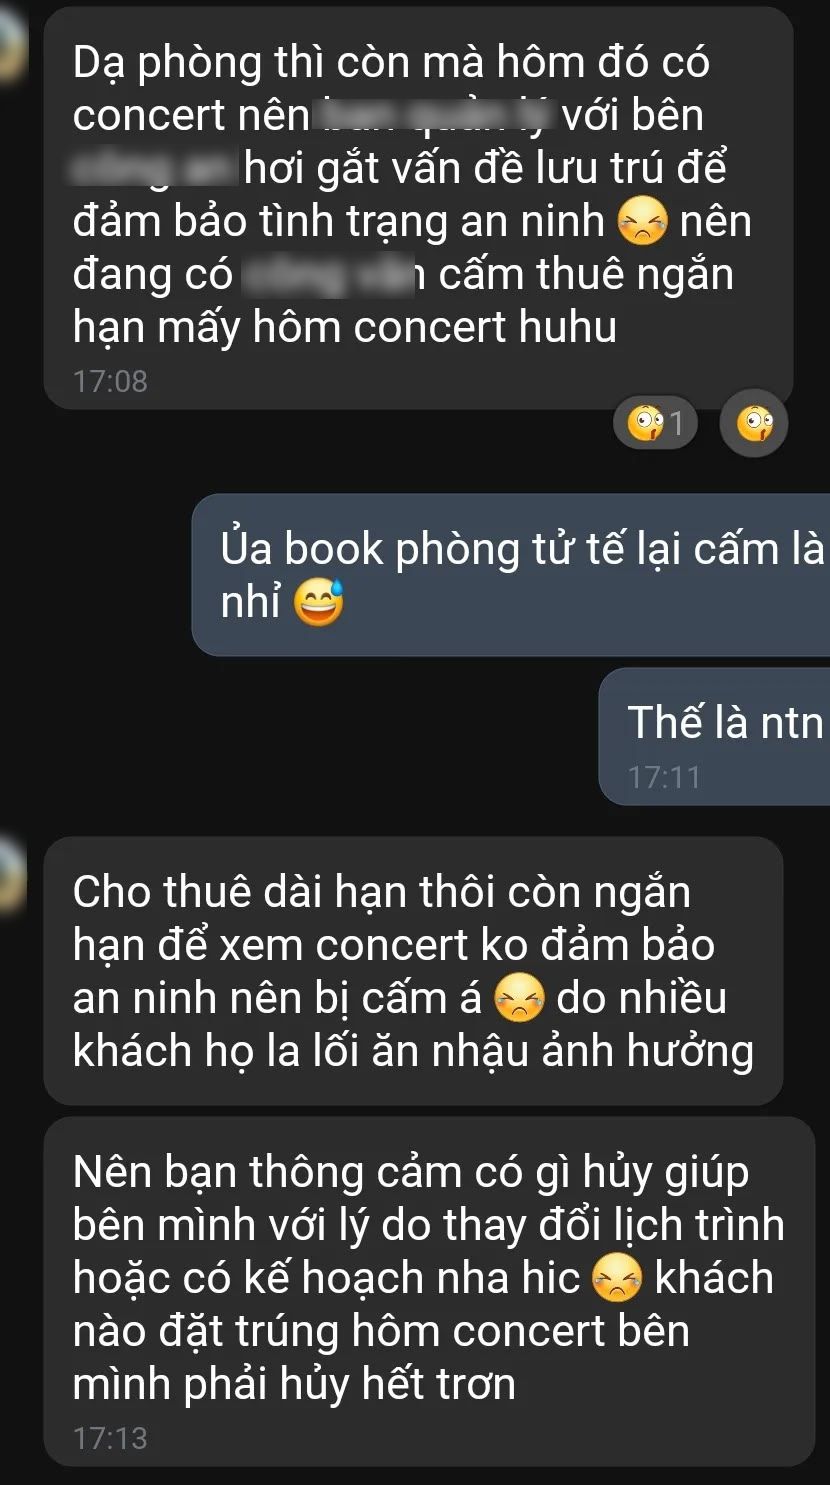 Dạ phòng thì còn mà hôm đó có
concert nên với bên
hơi gắt vấn đề lưu trú để
đảm bảo tình trạng an ninh 😣 nên
đang có cấm thuê ngắn
hạn mấy hôm concert huhu
17:08
1
Ủa book phòng tử tế lại cấm là
nhỉ 😅
Thế là ntn
17:11
Cho thuê dài hạn thôi còn ngắn
hạn để xem concert ko đảm bảo
an ninh nên bị cấm á 😣 do nhiều
khách họ la lối ăn nhậu ảnh hưởng
Nên bạn thông cảm có gì hủy giúp
bên mình với lý do thay đổi lịch trình
hoặc có kế hoạch nha hic 😣 khách
nào đặt trúng hôm concert bên
mình phải hủy hết trơn
17:13